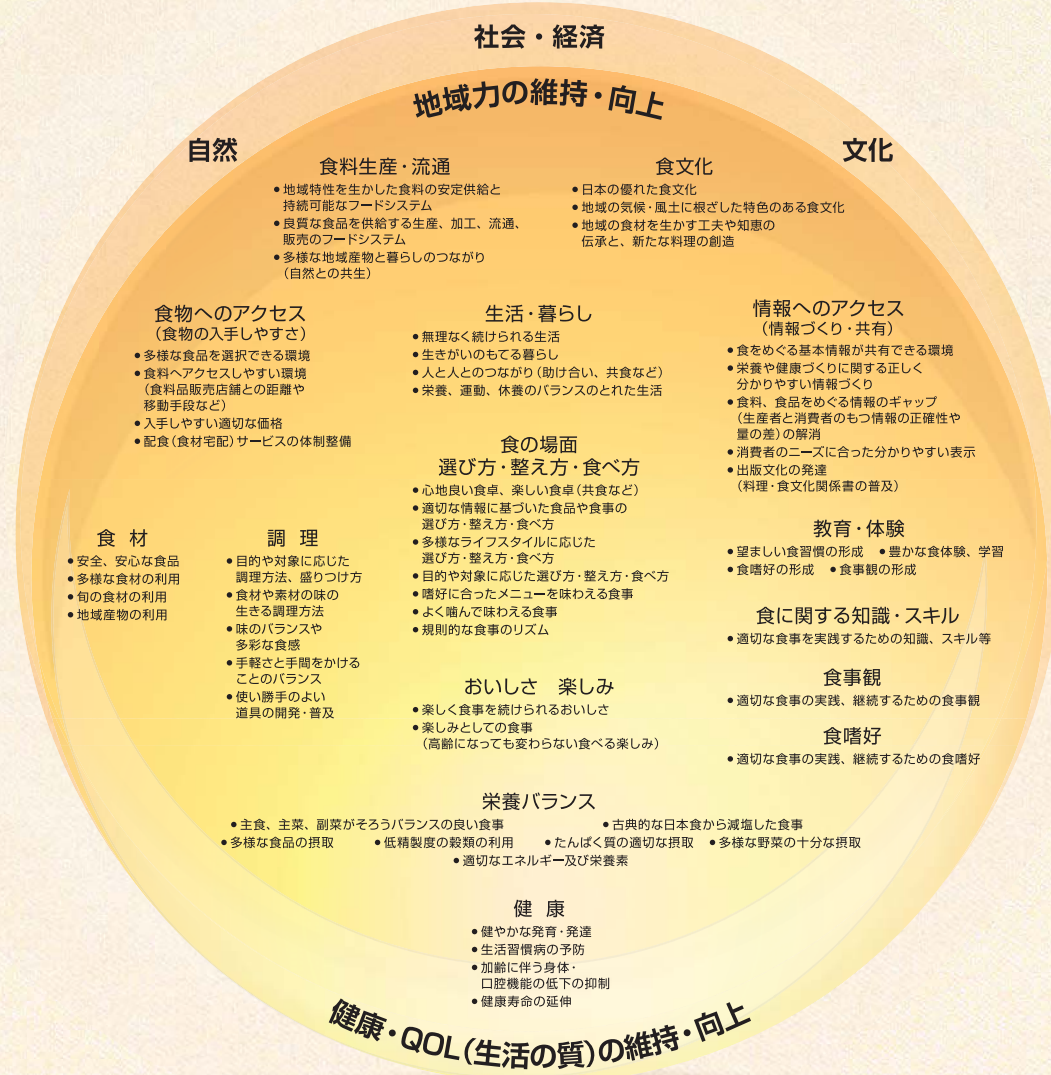 社会・経済
地域力の維持・向上
自然
文化
食料生産・流通
●地域特性を生かした食料の安定供給と
持続可能なフードシステム
●良質な食品を供給する生産、加工、流通、
販売のフードシステム
●多様な地域産物と暮らしのつながり
(自然との共生)
食文化
●日本の優れた食文化
●地域の気候・風土に根ざした特色のある食文化
●地域の食材を生かす工夫や知恵の
伝承と、新たな料理の創造
食物へのアクセス
(食物の入手しやすさ)
●多様な食品を選択できる環境
●食料へアクセスしやすい環境
(食料品販売店舗との距離や
移動手段など)
●入手しやすい適切な価格
●配食(食材宅配)サービスの体制整備
生活・暮らし
●無理なく続けられる生活
●生きがいのもてる暮らし
●人と人とのつながり(助け合い、共食など)
●栄養、運動、休養のバランスのとれた生活
情報へのアクセス
(情報づくり・共有)
●食をめぐる基本情報が共有できる環境
●栄養や健康づくりに関する正しく
分かりやすい情報づくり
●食料、食品をめぐる情報のギャップ
(生産者と消費者のもつ情報の正確性や
量の差)の解消
●消費者のニーズに合った分かりやすい表示
●出版文化の発達
(料理・食文化関係書の普及)
食の場面
選び方・整え方・食べ方
●心地良い食卓、楽しい食卓(共食など)
●適切な情報に基づいた食品や食事の
選び方・整え方・食べ方
●多様なライフスタイルに応じた
選び方・整え方・食べ方
●目的や対象に応じた選び方・整え方・食べ方
●嗜好に合ったメニューを味わえる食事
●よく噛んで味わえる食事
●規則的な食事のリズム
食 材
●安全、安心な食品
●多様な食材の利用
●旬の食材の利用
●地域産物の利用
調 理
●目的や対象に応じた
調理方法、盛りつけ方
●食材や素材の味の
生きる調理方法
●味のバランスや
多彩な食感
●手軽さと手間をかける
ことのバランス
●使い勝手のよい
道具の開発・普及
教育・体験
●望ましい食習慣の形成 ●豊かな食体験、学習
●食嗜好の形成 ●食事観の形成
食に関する知識・スキル
●適切な食事を実践するための知識、スキル等
食事観
●適切な食事の実践、継続するための食事観
食嗜好
●適切な食事の実践、継続するための食嗜好
おいしさ 楽しみ
●楽しく食事を続けられるおいしさ
●楽しみとしての食事
(高齢になっても変わらない食べる楽しみ)
栄養バランス
●主食、主菜、副菜がそろうバランスの良い食事 ●古典的な日本食から減塩した食事
●多様な食品の摂取 ●低精製度の穀類の利用 ●たんぱく質の適切な摂取 ●多様な野菜の十分な摂取
●適切なエネルギー及び栄養素
健 康
●健やかな発育・発達
●生活習慣病の予防
●加齢に伴う身体・
口腔機能の低下の抑制
●健康寿命の延伸
健康・QOL(生活の質)の維持・向上